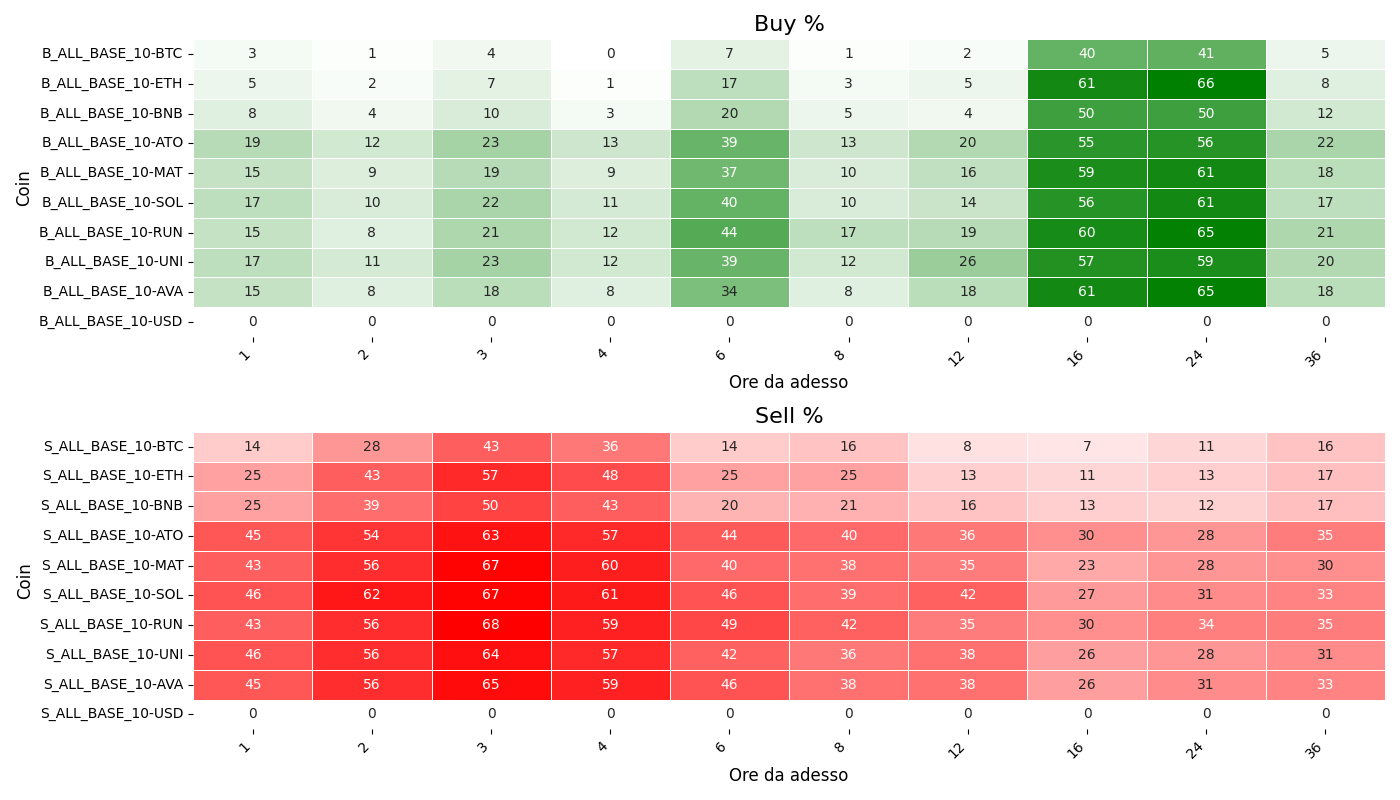 Buy %
Coin
B_ALL_BASE_10-BTC 3 1 4 0 7 1 2 40 41 5
B_ALL_BASE_10-ETH 5 2 7 1 17 3 5 61 66 8
B_ALL_BASE_10-BNB 8 4 10 3 20 5 4 50 50 12
B_ALL_BASE_10-ATO 19 12 23 13 39 13 20 55 56 22
B_ALL_BASE_10-MAT 15 9 19 9 37 10 16 59 61 18
B_ALL_BASE_10-SOL 17 10 22 11 40 10 14 56 61 17
B_ALL_BASE_10-RUN 15 8 21 12 44 17 19 60 65 21
B_ALL_BASE_10-UNI 17 11 23 12 39 12 26 57 59 20
B_ALL_BASE_10-AVA 15 8 18 8 34 8 18 61 65 18
B_ALL_BASE_10-USD 0 0 0 0 0 0 0 0 0 0
1 2 3 4 6 8 12 16 24 36
Ore da adesso
Sell %
Coin
S_ALL_BASE_10-BTC 14 28 43 36 14 16 8 7 11 16
S_ALL_BASE_10-ETH 25 43 57 48 25 25 13 11 13 17
S_ALL_BASE_10-BNB 25 39 50 43 20 21 16 13 12 17
S_ALL_BASE_10-ATO 45 54 63 57 44 40 36 30 28 35
S_ALL_BASE_10-MAT 43 56 67 60 40 38 35 23 28 30
S_ALL_BASE_10-SOL 46 62 67 61 46 39 42 27 31 33
S_ALL_BASE_10-RUN 43 56 68 59 49 42 35 30 34 35
S_ALL_BASE_10-UNI 46 56 64 57 42 36 38 26 28 31
S_ALL_BASE_10-AVA 45 56 65 59 46 38 38 26 31 33
S_ALL_BASE_10-USD 0 0 0 0 0 0 0 0 0 0
1 2 3 4 6 8 12 16 24 36
Ore da adesso